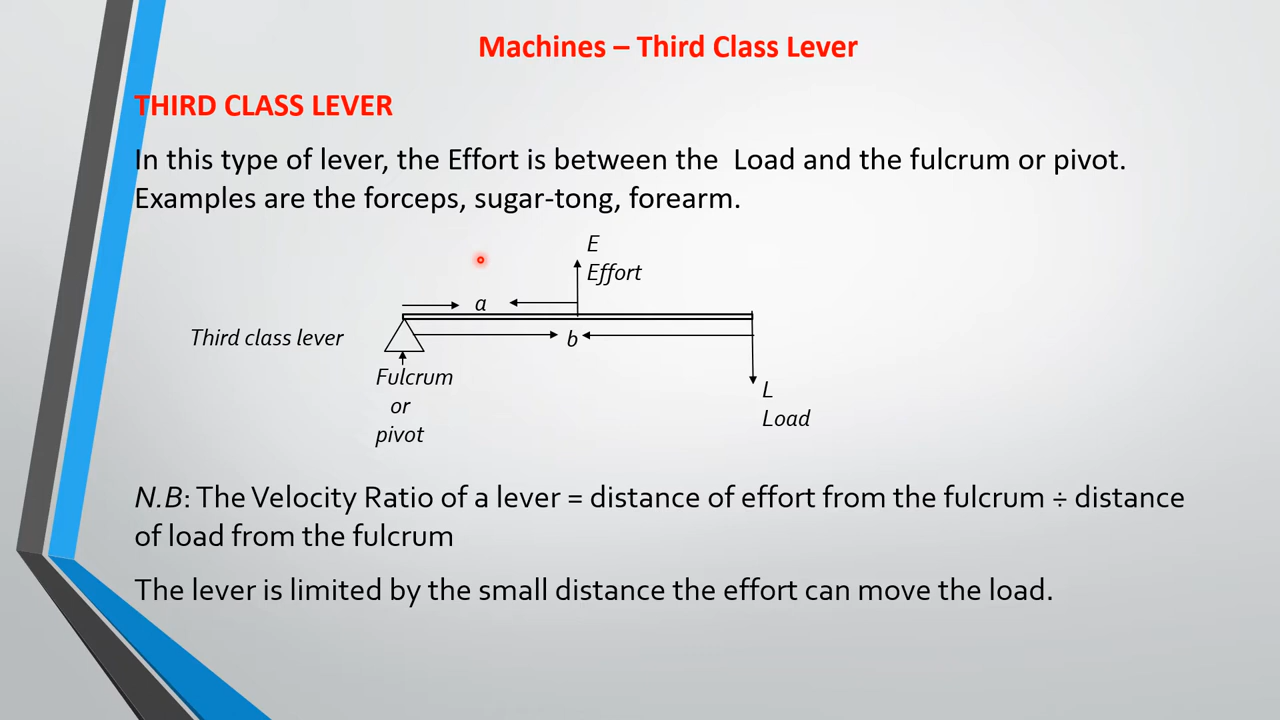 Machines – Third Class Lever
THIRD CLASS LEVER
In this type of lever, the Effort is between the Load and the fulcrum or pivot.
Examples are the forceps, sugar-tong, forearm.
E
Effort
a
Third class lever
b
Fulcrum
or
pivot
L
Load
N.B: The Velocity Ratio of a lever = distance of effort from the fulcrum ÷ distance
of load from the fulcrum
The lever is limited by the small distance the effort can move the load.